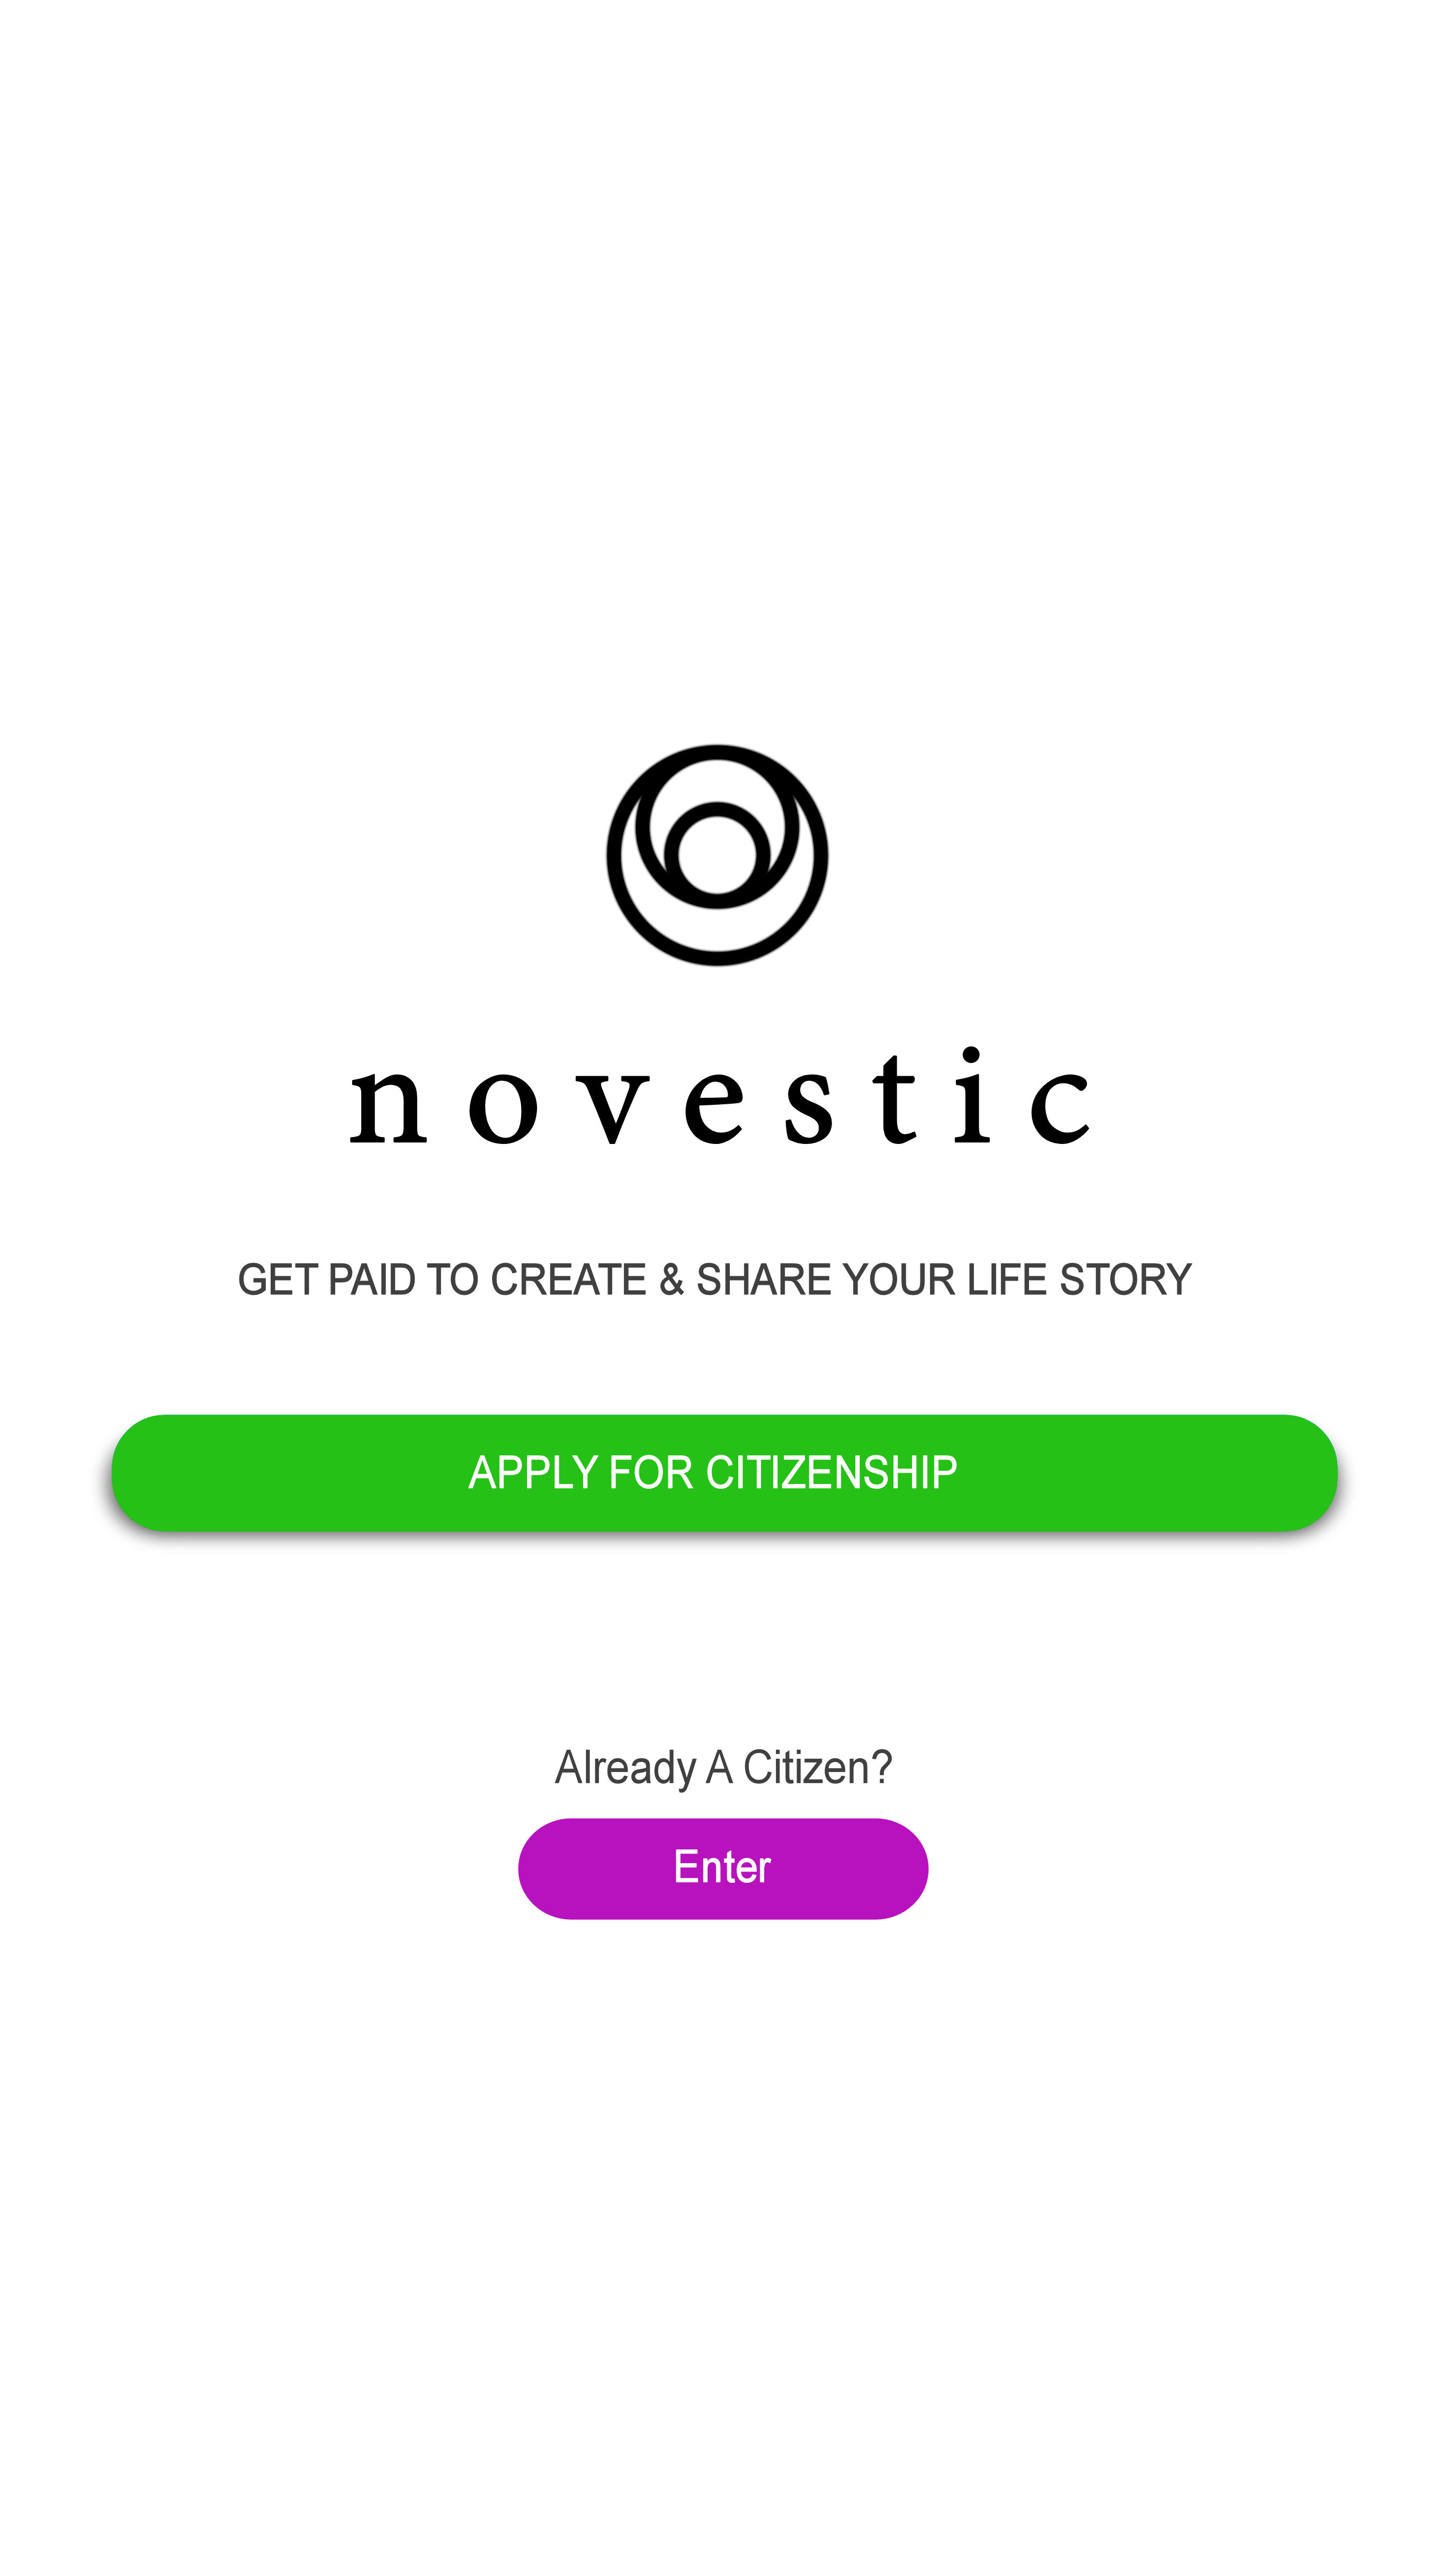 novestic
GET PAID TO CREATE & SHARE YOUR LIFE STORY
APPLY FOR CITIZENSHIP
Already A Citizen?
Enter